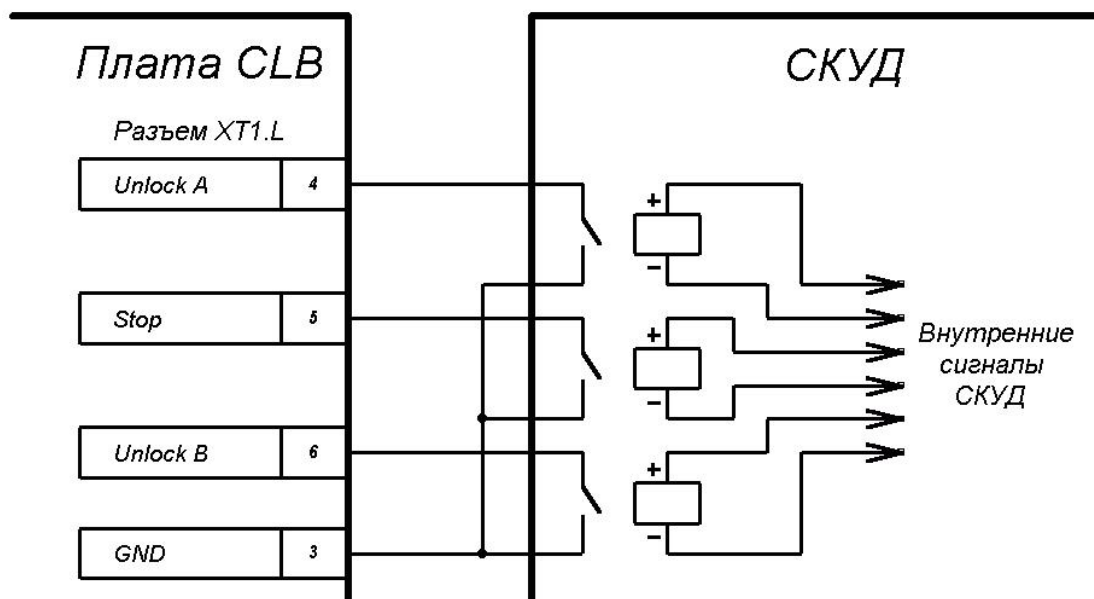 Плата CLB
СКУД
Разъем XT1.L
Unlock A 4
+
−
Stop 5
+
−
Внутренние
сигналы
СКУД
Unlock B 6
+
−
GND 3